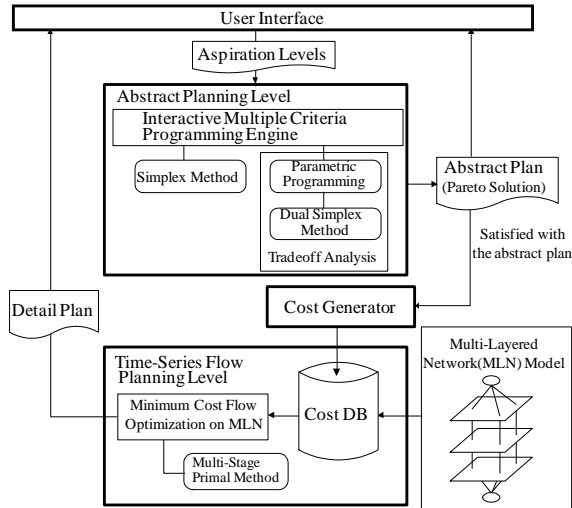 User Interface
Aspiration Levels
Abstract Planning Level
Interactive Multiple Criteria
Programming Engine
Simplex Method
Parametric
Programming
Dual Simplex
Method
Tradeoff Analysis
Abstract Plan
(Pareto Solution)
Satisfied with
the abstract plan
Cost Generator
Detail Plan
Time-Series Flow
Planning Level
Minimum Cost Flow
Optimization on MLN
Multi-Stage
Primal Method
Cost DB
Multi-Layered
Network(MLN) Model